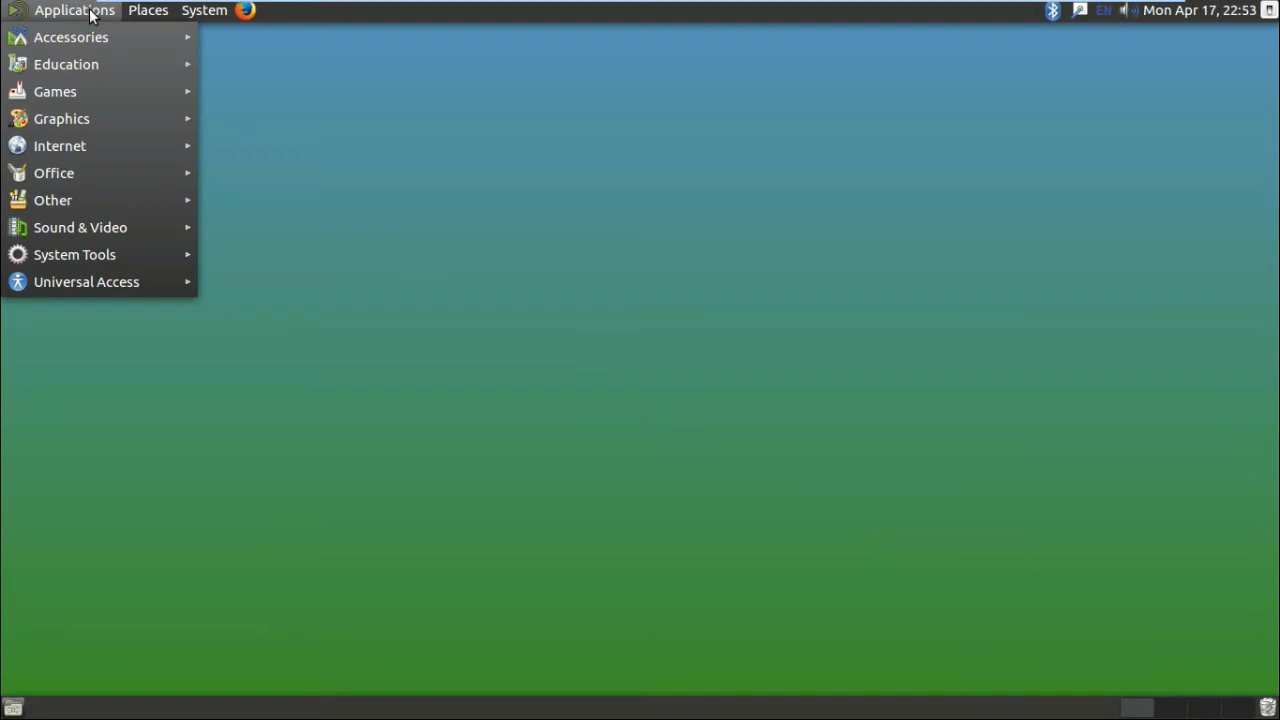 Applications Places System EN Mon Apr 17, 22:53
Accessories
Education
Games
Graphics
Internet
Office
Other
Sound & Video
System Tools
Universal Access